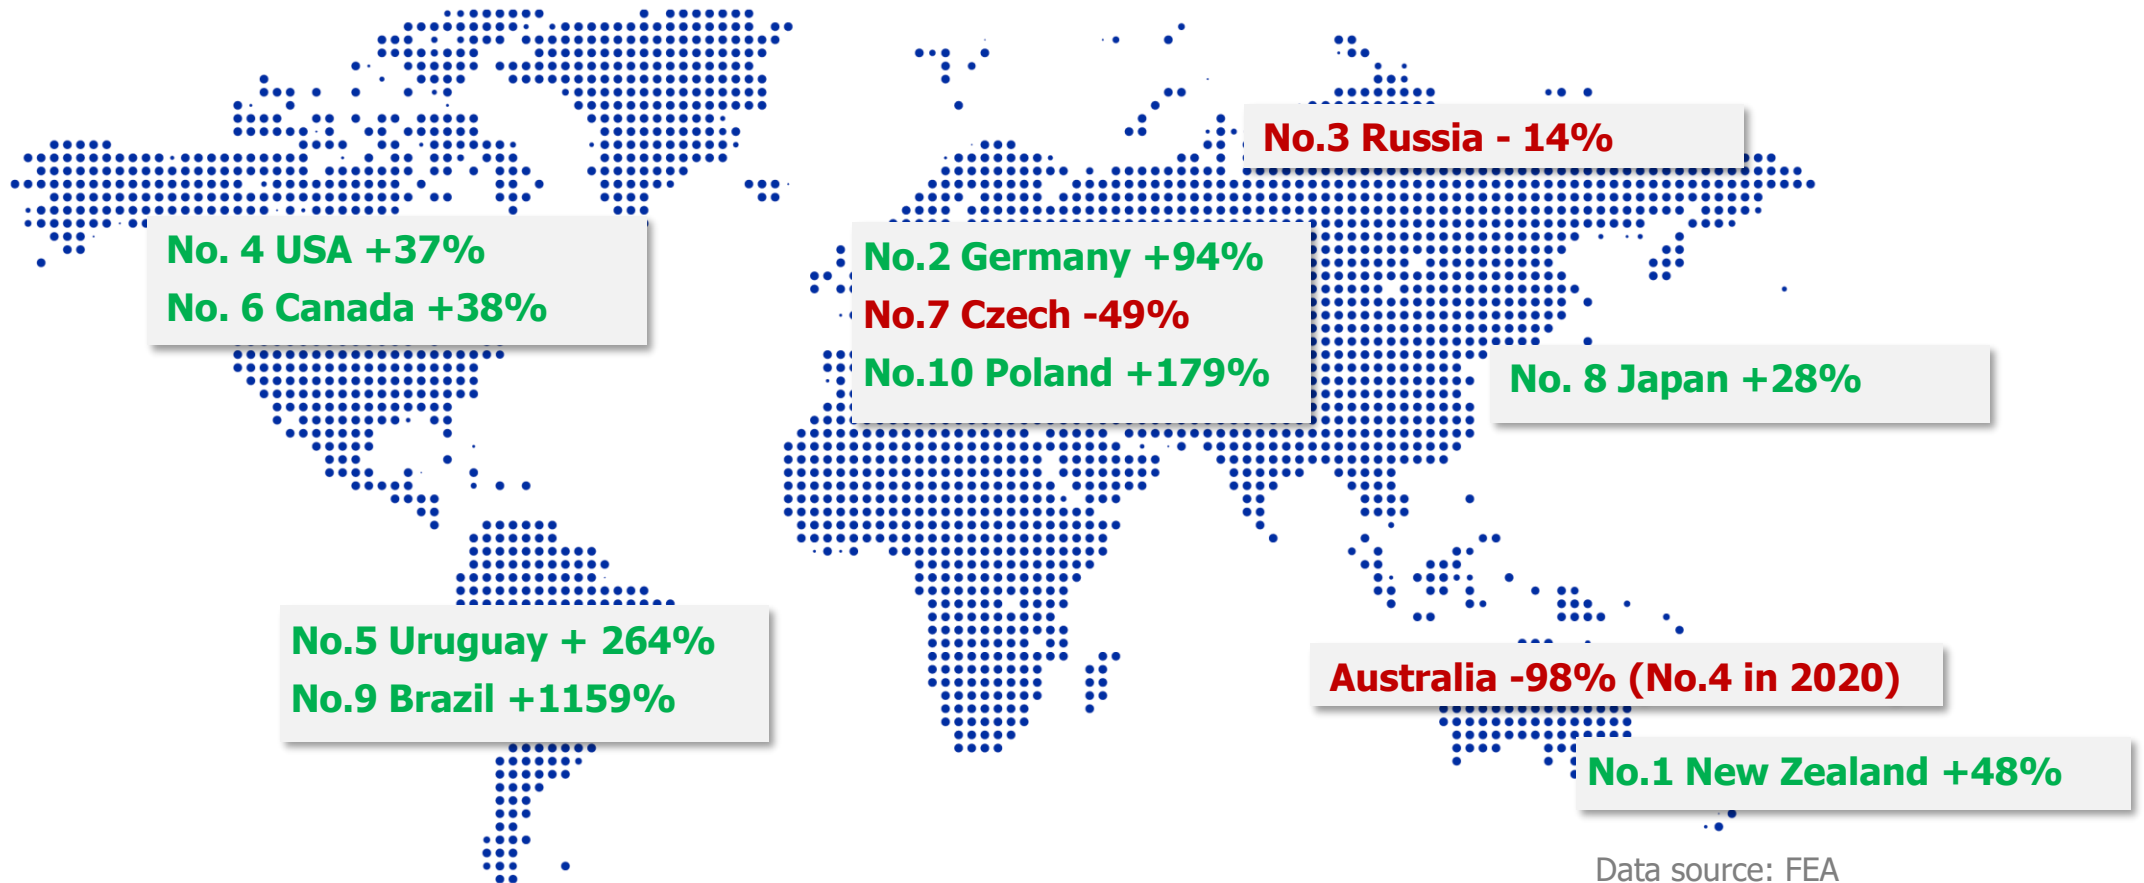 No.3 Russia - 14%
No. 4 USA +37%
No. 6 Canada +38%
No.2 Germany +94%
No.7 Czech -49%
No.10 Poland +179%
No. 8 Japan +28%
No.5 Uruguay + 264%
No.9 Brazil +1159%
Australia -98% (No.4 in 2020)
No.1 New Zealand +48%
Data source: FEA